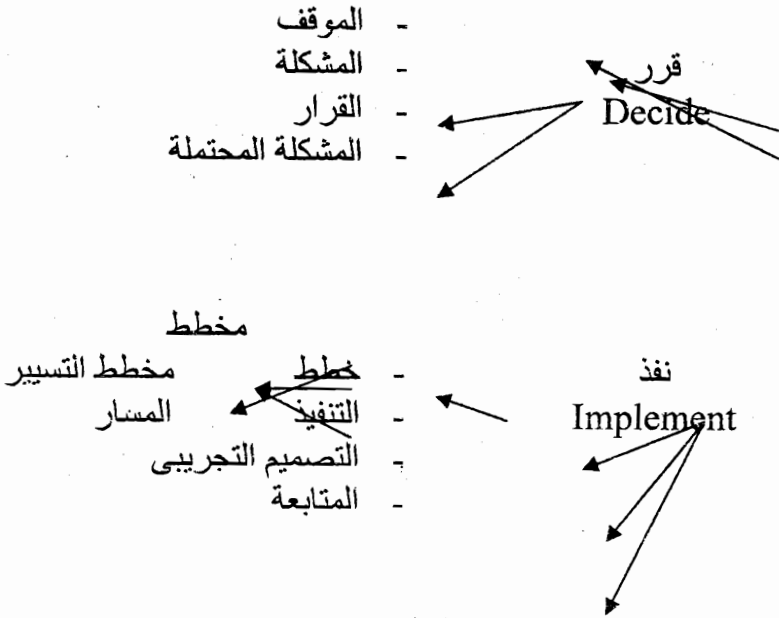 - الموقف
- المشكلة
قرر
- القرار
Decide
- المشكلة المحتملة
مخطط
نفذ
- خطط
مخطط التسيير
Implement
- التنفيذ
المسار
- التصميم التجريبى
- المتابعة